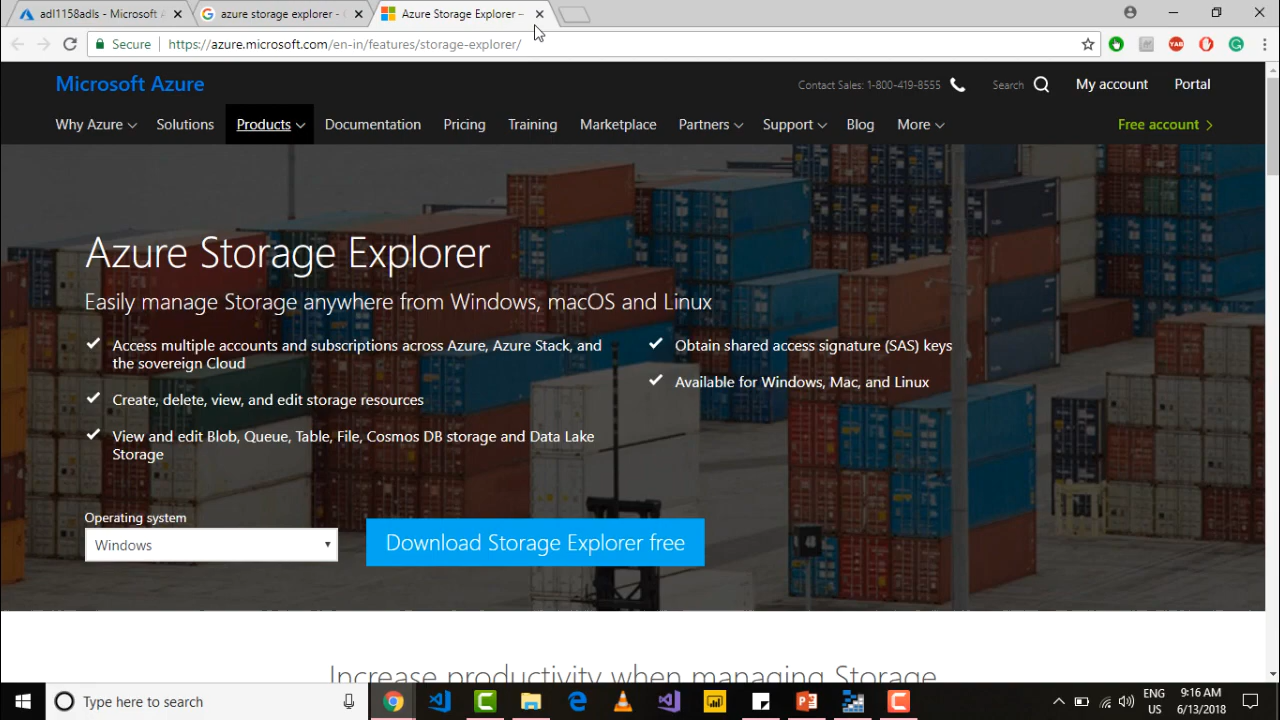 adl1158adls - Microsoft A
azure storage explorer -
Azure Storage Explorer –
Secure
https://azure.microsoft.com/en-in/features/storage-explorer/
Microsoft Azure
Contact Sales: 1-800-419-8555
Search
My account
Portal
Why Azure
Solutions
Products
Documentation
Pricing
Training
Marketplace
Partners
Support
Blog
More
Free account
Azure Storage Explorer
Easily manage Storage anywhere from Windows, macOS and Linux
Access multiple accounts and subscriptions across Azure, Azure Stack, and
the sovereign Cloud
Create, delete, view, and edit storage resources
View and edit Blob, Queue, Table, File, Cosmos DB storage and Data Lake
Storage
Obtain shared access signature (SAS) keys
Available for Windows, Mac, and Linux
Operating system
Windows
Download Storage Explorer free
Increase productivity when managing Storage
Type here to search
ENG
US
9:16 AM
6/13/2018